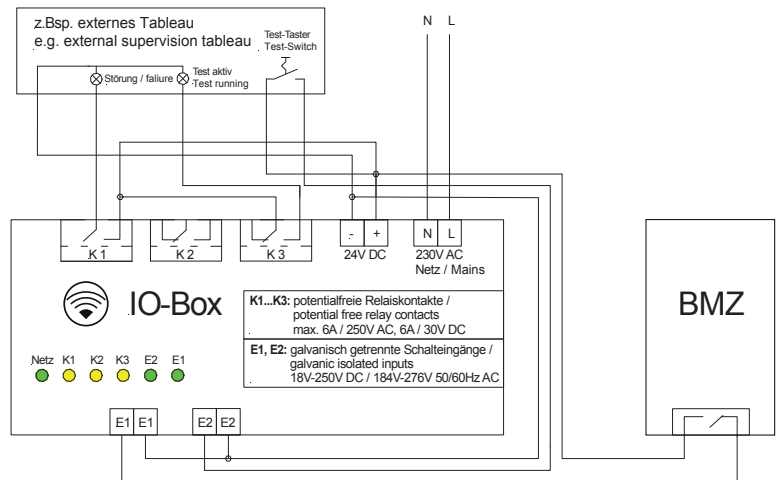 z.Bsp. externes Tableau
e.g. external supervision tableau
Test-Taster
Test-Switch
Störung / faliure
Test aktiv
Test running
N L
K 1
K 2
K 3
- +
24V DC
N L
230V AC
Netz / Mains
IO-Box
K1...K3: potentialfreie Relaiskontakte /
potential free relay contacts
max. 6A / 250V AC, 6A / 30V DC
E1, E2: galvanisch getrennte Schalteingänge /
galvanic isolated inputs
18V-250V DC / 184V-276V 50/60Hz AC
Netz K1 K2 K3 E2 E1
E1 E1
E2 E2
BMZ